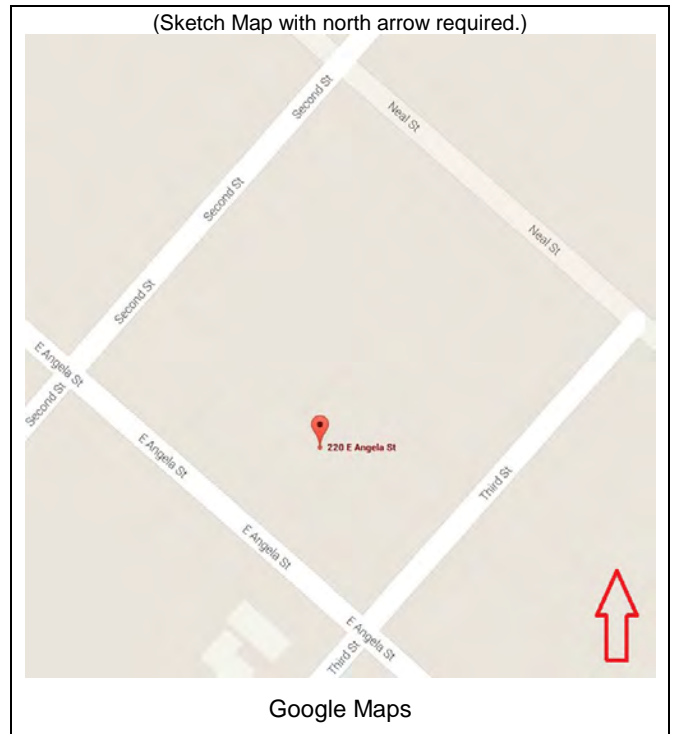 (Sketch Map with north arrow required.)
Second St
Neal St
Second St
Neal St
Second St
E Angela St
Second St
220 E Angela St
E Angela St
Third St
E Angela St
E Angela St
Third St
Google Maps